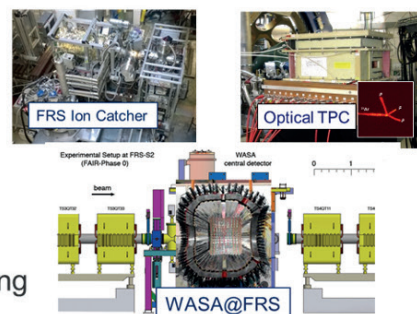 FRS Ion Catcher
Optical TPC
Experimental Setup at FRS-S2
(FAIR-Phase 0)
WASA
central detector
0 1
beam
ng
WASA@FRS